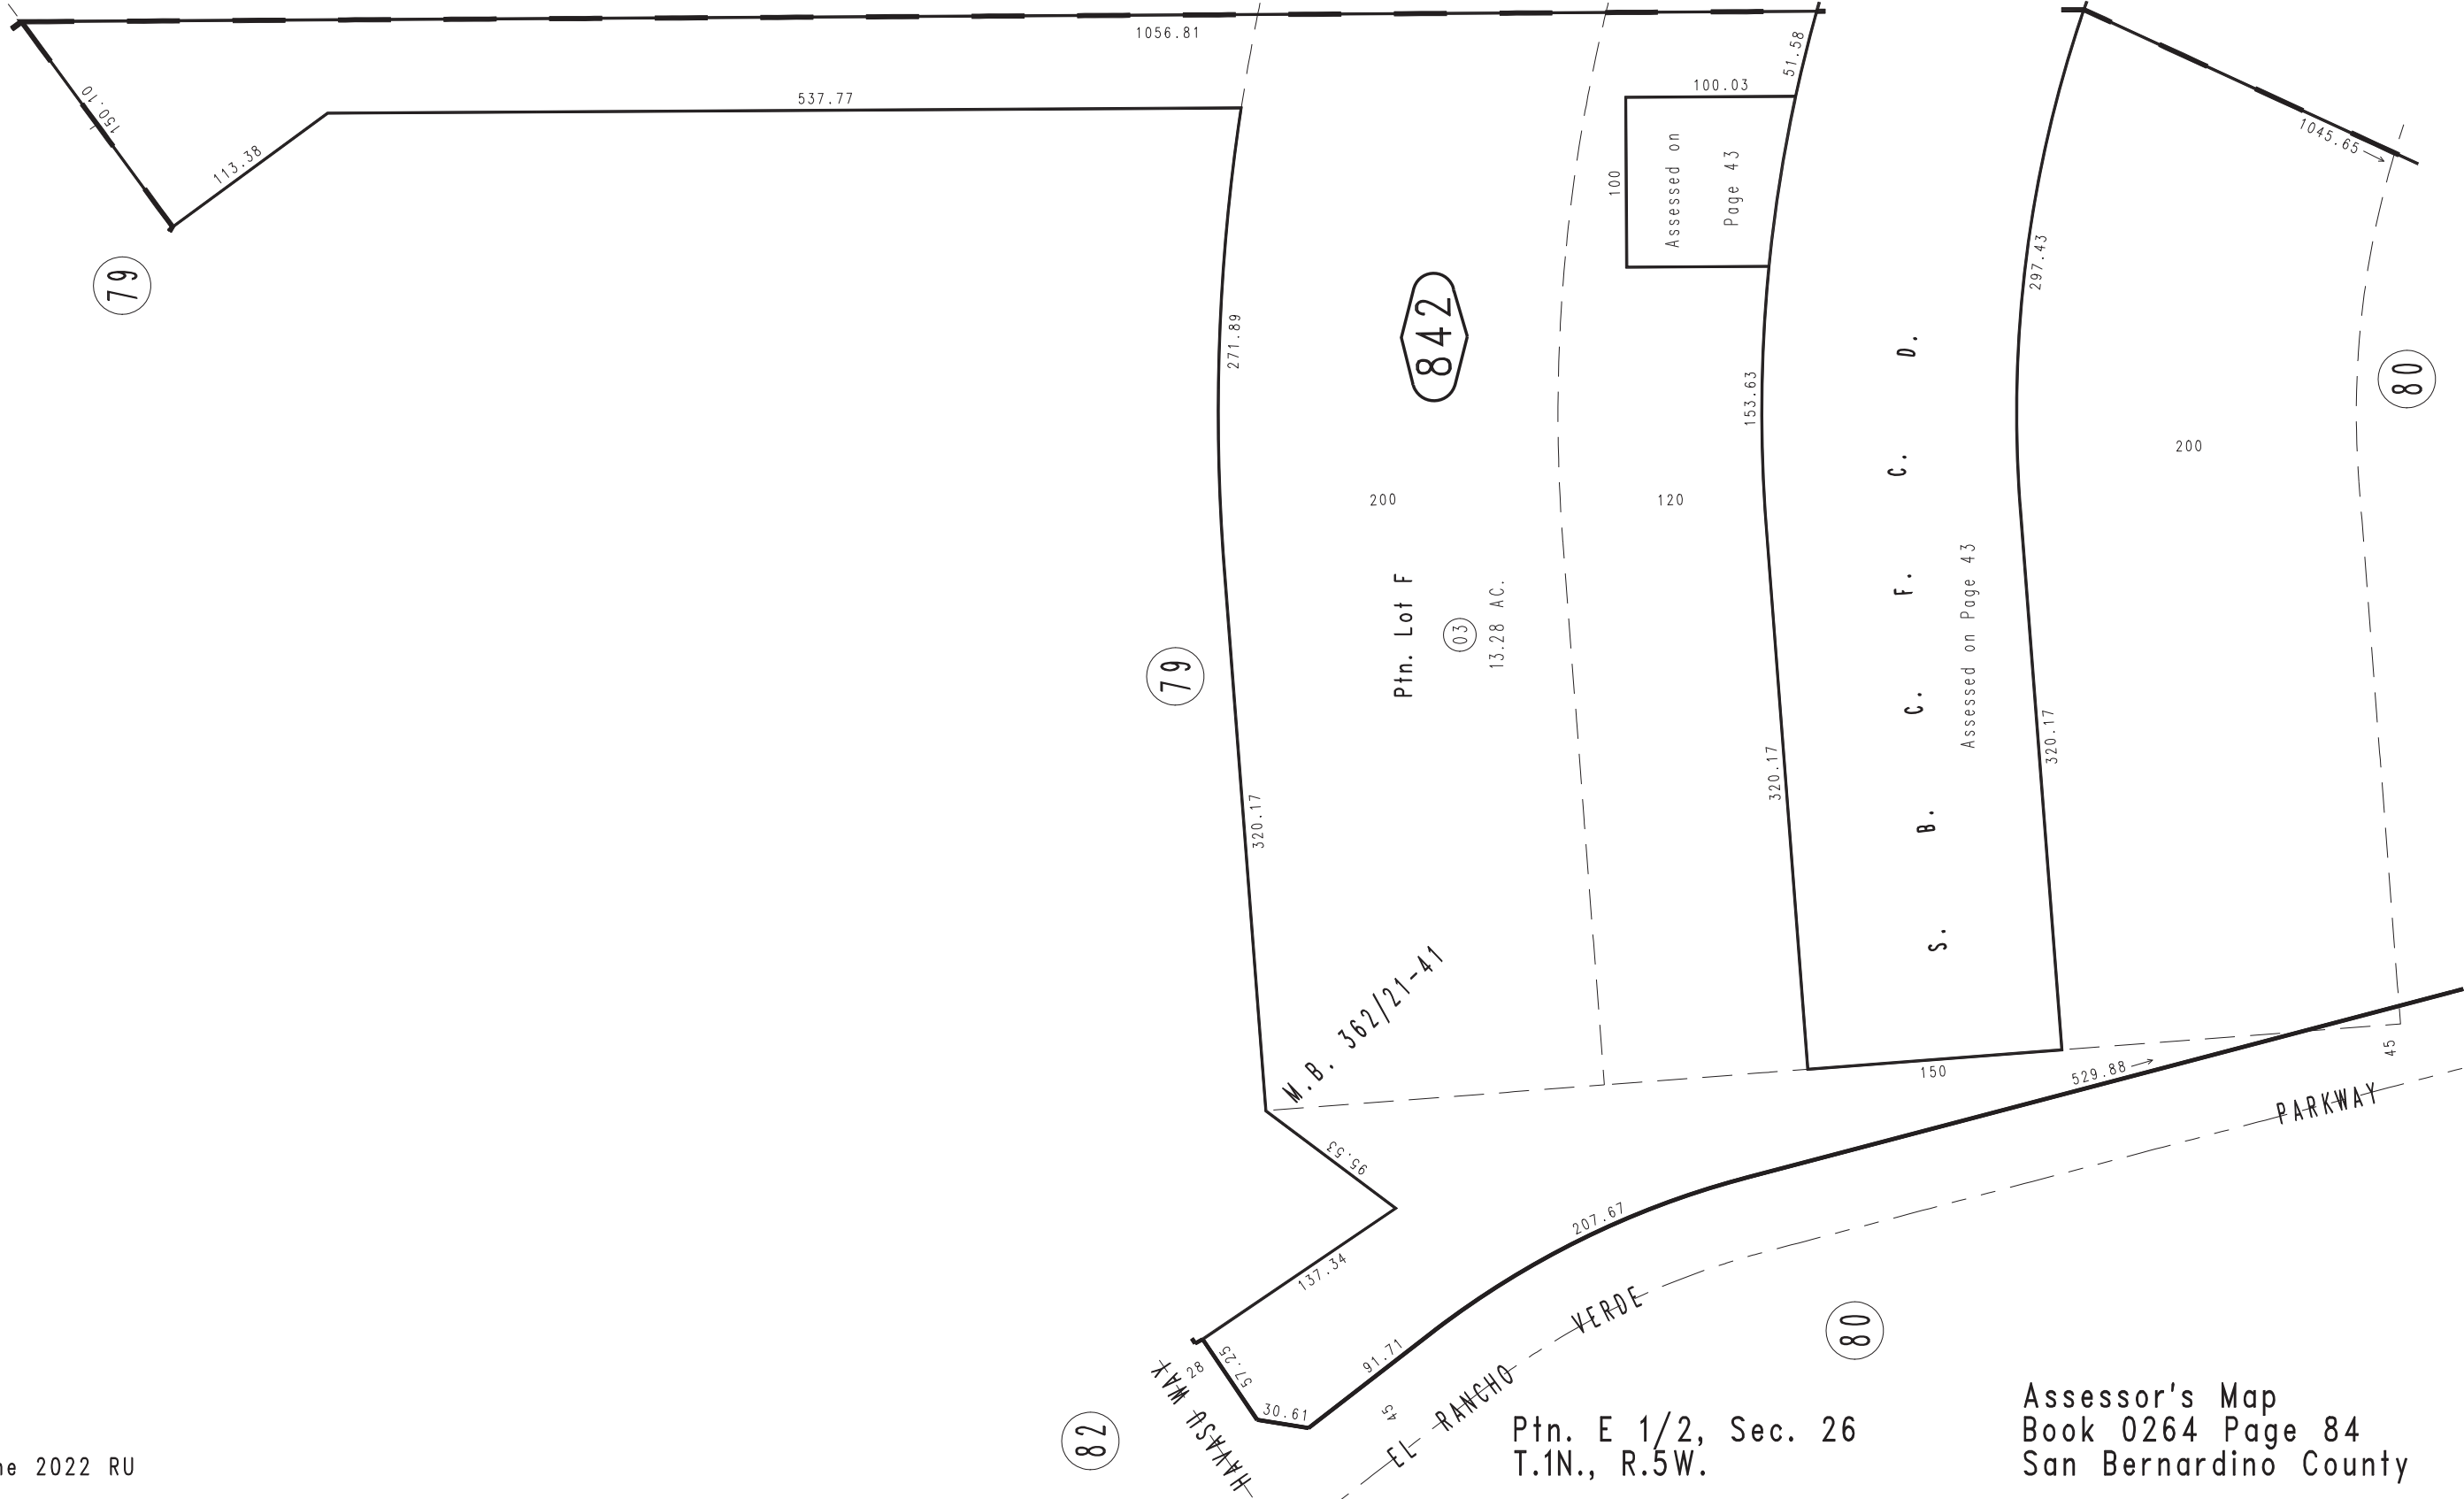 1056.81
51.58
150.10
537.77
100.03
1045.65
113.38
100
Assessed on
Page 43
79
297.43
271.89
842
153.63
80
200
200
120
Ptn. Lot F
03
13.28 AC.
79
S. B. C. F. C. D.
Assessed on Page 43
320.17
320.17
320.17
M.B. 362/21-41
150
529.88
45
PARKWAY
95.53
207.67
137.34
VERDE
80
57.25
28
91.71
30.61
45
EL RANCHO
HAVASU WAY
82
Ptn. E 1/2, Sec. 26
T.1N., R.5W.
Assessor's Map
Book 0264 Page 84
San Bernardino County
ne 2022 RU